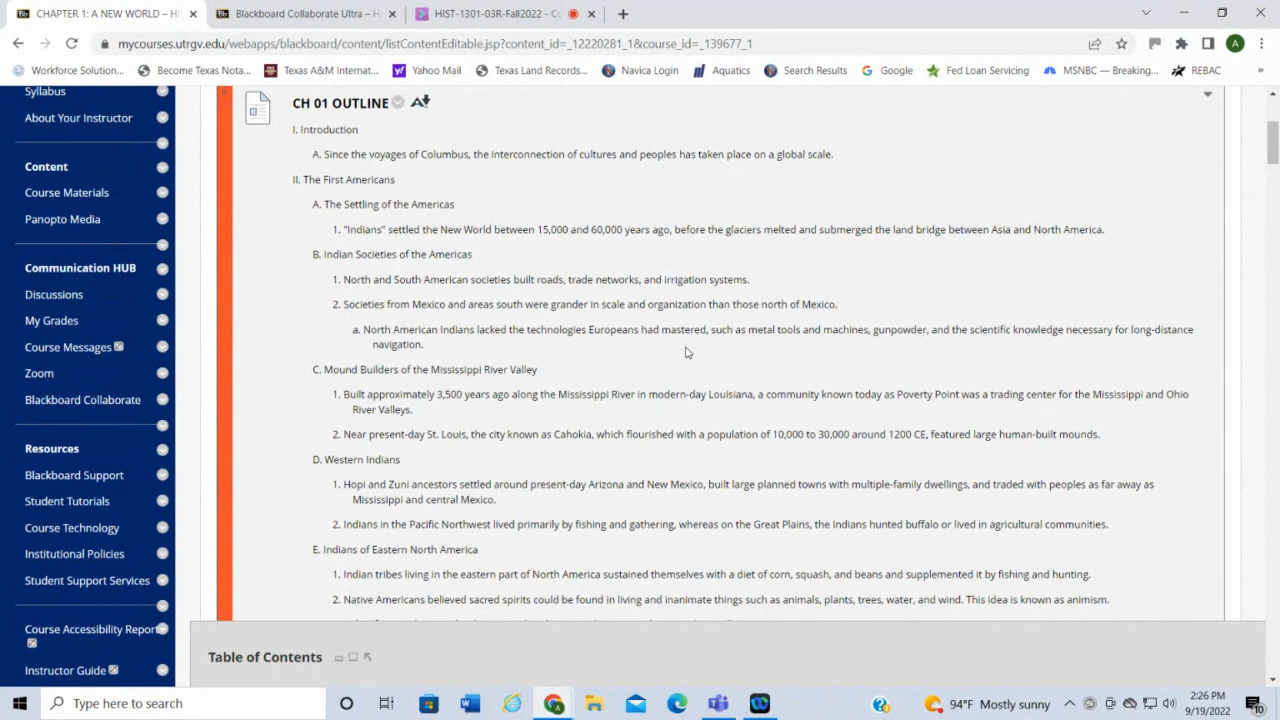 CHAPTER 1: A NEW WORLD – HI
Blackboard Collaborate Ultra – H
HIST-1301-03R-Fall2022 - C
mycourses.utrgv.edu/webapps/blackboard/content/listContentEditable.jsp?content_id=_12220281_1&course_id=_139677_1
A
Workforce Solution... Become Texas Nota... Texas A&M Internat... Yahoo Mail Texas Land Records... Navica Login Aquatics Search Results Google Fed Loan Servicing MSNBC — Breaking... REBAC »
Syllabus
About Your Instructor
Content
Course Materials
Panopto Media
Communication HUB
Discussions
My Grades
Course Messages
Zoom
Blackboard Collaborate
Resources
Blackboard Support
Student Tutorials
Course Technology
Institutional Policies
Student Support Services
Course Accessibility Report
Instructor Guide
CH 01 OUTLINE
I. Introduction
A. Since the voyages of Columbus, the interconnection of cultures and peoples has taken place on a global scale.
II. The First Americans
A. The Settling of the Americas
1. "Indians" settled the New World between 15,000 and 60,000 years ago, before the glaciers melted and submerged the land bridge between Asia and North America.
B. Indian Societies of the Americas
1. North and South American societies built roads, trade networks, and irrigation systems.
2. Societies from Mexico and areas south were grander in scale and organization than those north of Mexico.
a. North American Indians lacked the technologies Europeans had mastered, such as metal tools and machines, gunpowder, and the scientific knowledge necessary for long-distance
navigation.
C. Mound Builders of the Mississippi River Valley
1. Built approximately 3,500 years ago along the Mississippi River in modern-day Louisiana, a community known today as Poverty Point was a trading center for the Mississippi and Ohio
River Valleys.
2. Near present-day St. Louis, the city known as Cahokia, which flourished with a population of 10,000 to 30,000 around 1200 CE, featured large human-built mounds.
D. Western Indians
1. Hopi and Zuni ancestors settled around present-day Arizona and New Mexico, built large planned towns with multiple-family dwellings, and traded with peoples as far away as
Mississippi and central Mexico.
2. Indians in the Pacific Northwest lived primarily by fishing and gathering, whereas on the Great Plains, the Indians hunted buffalo or lived in agricultural communities.
E. Indians of Eastern North America
1. Indian tribes living in the eastern part of North America sustained themselves with a diet of corn, squash, and beans and supplemented it by fishing and hunting.
2. Native Americans believed sacred spirits could be found in living and inanimate things such as animals, plants, trees, water, and wind. This idea is known as animism.
Table of Contents
Type here to search
94°F Mostly sunny
2:26 PM
9/19/2022
10